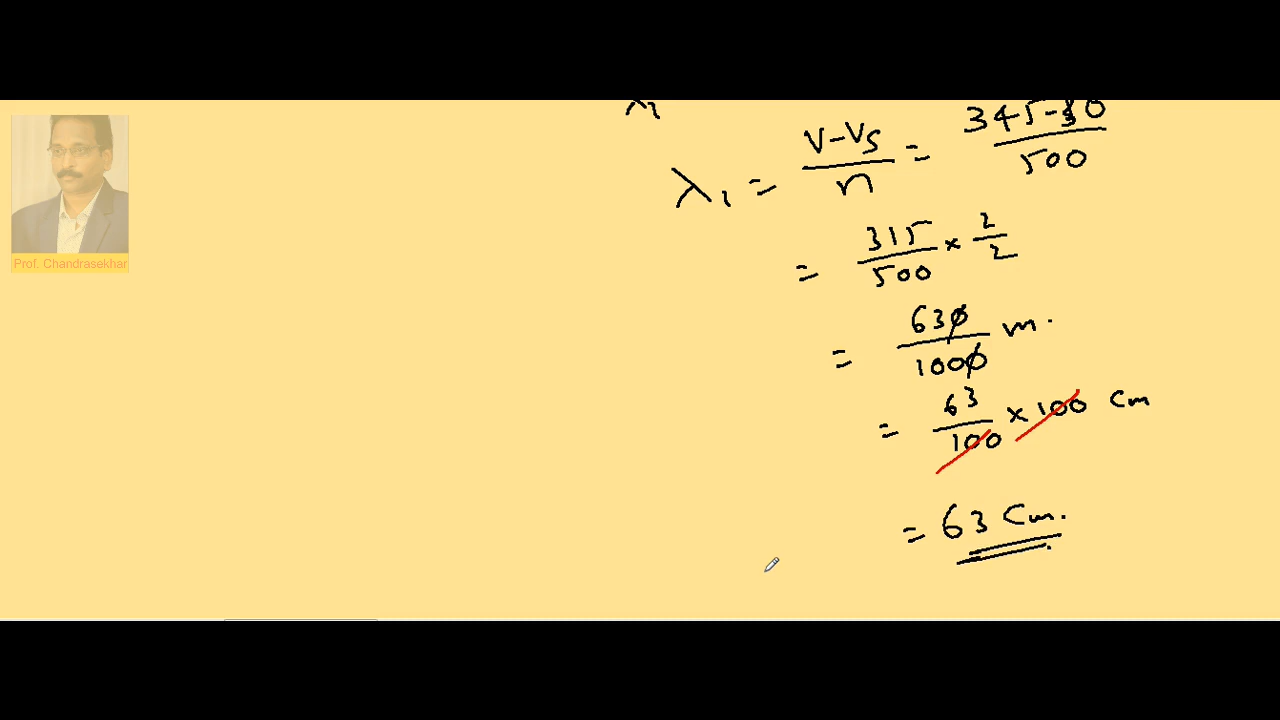 λ₁
λ₁ = V-Vs/n = 345-30/500
= 315/500 × 2/2
= 630/1000 m.
= 63/100 × 100 Cm
= 63 Cm.
Prof. Chandrasekhar